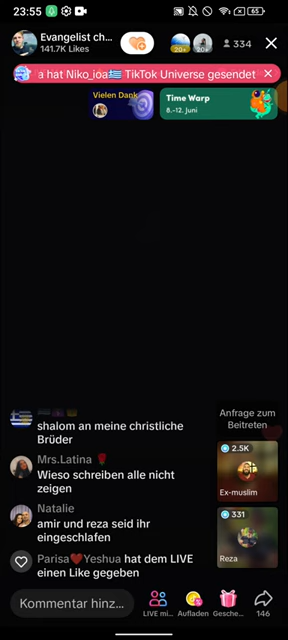 23:55
65
Evangelist ch...
141.7K Likes
20+
20+
334
a hat Niko_joa🇬🇷 TikTok Universe gesendet
Vielen Dank
Time Warp
8.–12. Juni
shalom an meine christliche
Brüder
Mrs.Latina 🌹
Wieso schreiben alle nicht
zeigen
Natalie
amir und reza seid ihr
eingeschlafen
Parisa❤️Yeshua hat dem LIVE
einen Like gegeben
Anfrage zum
Beitreten
2.5K
Ex-muslim
331
Reza
Kommentar hinz...
LIVE mi...
Aufladen
Gesche...
146